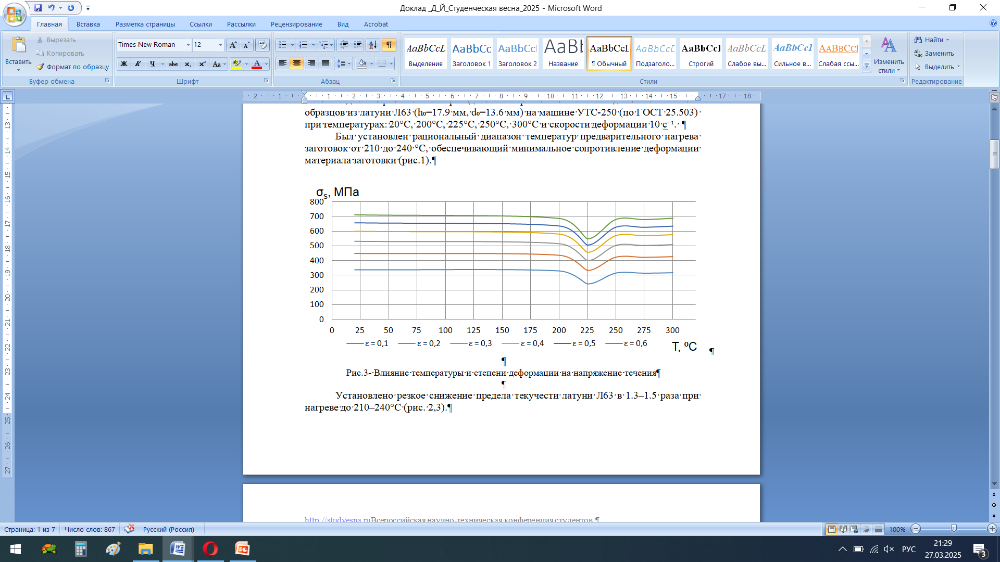 Доклад _Д_Й_Студенческая весна_2025 - Microsoft Word
Главная Вставка Разметка страницы Ссылки Рассылки Рецензирование Вид Acrobat
Вставить
Вырезать
Копировать
Формат по образцу
Буфер обмена
Times New Roman 12
Ж К Ч abc x₂ x² Aa
Шрифт
Абзац
AaBbCcL AaBbCc AaBbCcI AaBb AaBbCcI AaBbCcL AaBbCcI AaBbCcL AaBbCcI AABBCCI
Выделение Заголовок 1 Заголовок 2 Название ¶ Обычный Подзаголо... Строгий Слабое вы... Сильное в... Слабая ссы...
Стили
Изменить стили
Найти
Заменить
Выделить
Редактирование
2 1 1 2 3 4 5 6 7 8 9 10 11 12 13 14 15 17 18
13 14 15 16 17 18 19 20 21 22 23 24 25 26 27
образцов из латуни Л63 (h₀=17.9 мм, d₀=13.6 мм) на машине УТС-250 (по ГОСТ 25.503)
при температурах: 20°С, 200°С, 225°С, 250°С, 300°С и скорости деформации 10 с⁻¹. ¶
Был установлен рациональный диапазон температур предварительного нагрева
заготовок от 210 до 240 °С, обеспечивающий минимальное сопротивление деформации
материала заготовки (рис.1).¶
σs, МПа
800
700
600
500
400
300
200
100
0
0 25 50 75 100 125 150 175 200 225 250 275 300
ε = 0,1 ε = 0,2 ε = 0,3 ε = 0,4 ε = 0,5 ε = 0,6
T, ⁰C ¶
¶
Рис.3- Влияние температуры и степени деформации на напряжение течения¶
¶
Установлено резкое снижение предела текучести латуни Л63 в 1.3–1.5 раза при
нагреве до 210–240°С (рис. 2,3).¶
http://studvesna.ruВсероссийская научно-техническая конференция студентов ¶
Страница: 1 из 7 Число слов: 867 Русский (Россия) 100%
РУС
21:29
27.03.2025
3